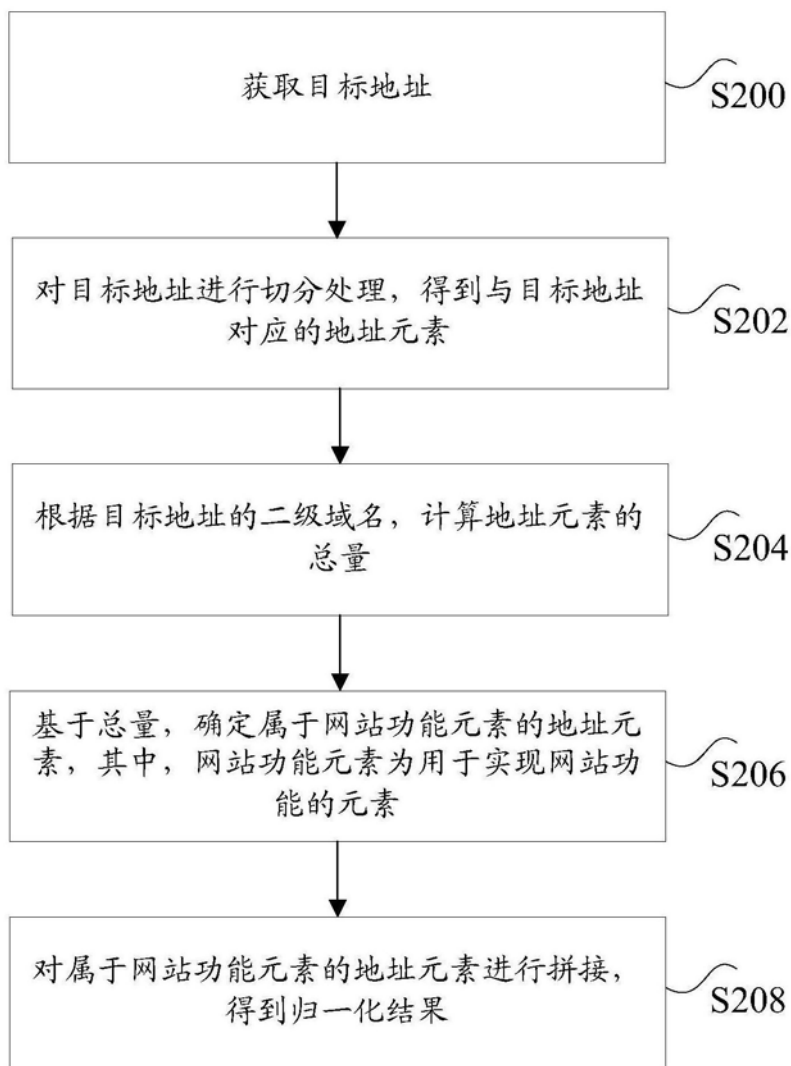 获取目标地址
S200
对目标地址进行切分处理，得到与目标地址
对应的地址元素
S202
根据目标地址的二级域名，计算地址元素的
总量
S204
基于总量，确定属于网站功能元素的地址元
素，其中，网站功能元素为用于实现网站功
能的元素
S206
对属于网站功能元素的地址元素进行拼接，
得到归一化结果
S208